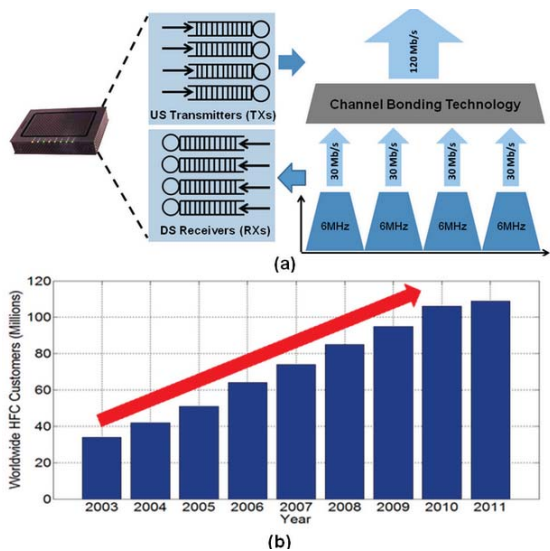 120 Mb/s
US Transmitters (TXs)
Channel Bonding Technology
30 Mb/s 30 Mb/s 30 Mb/s 30 Mb/s
DS Receivers (RXs)
6MHz 6MHz 6MHz 6MHz
(a)
Worldwide HFC Customers (Millions)
120
100
80
60
40
20
0
2003 2004 2005 2006 2007 2008 2009 2010 2011
Year
(b)